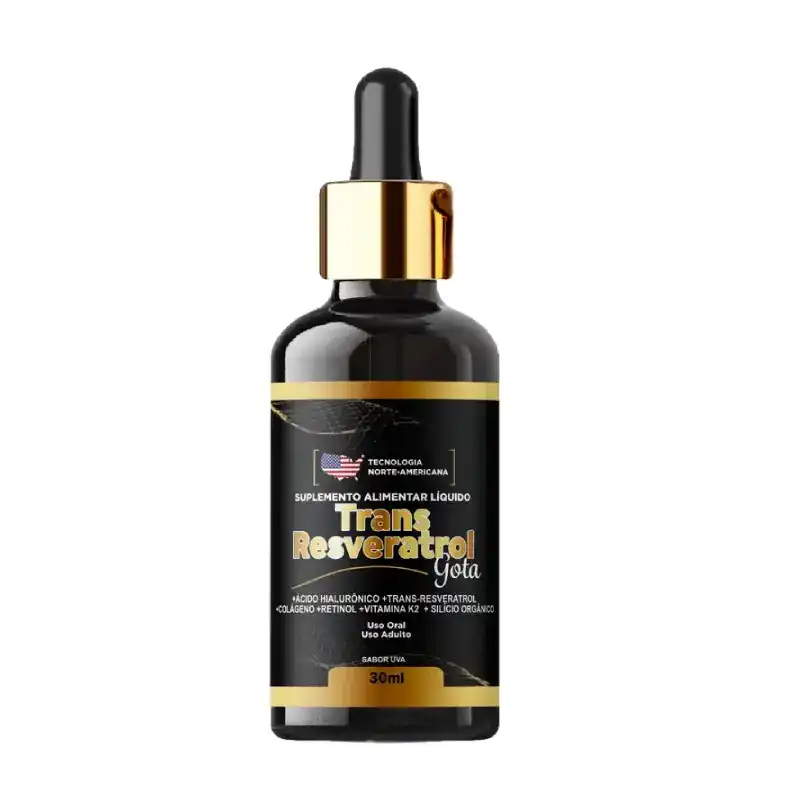 TECNOLOGIA
NORTE-AMERICANA
SUPLEMENTO ALIMENTAR LÍQUIDO
Trans
Resveratrol
Gota
+ÁCIDO HIALURÔNICO +TRANS-RESVERATROL
+COLÁGENO +RETINOL +VITAMINA K2 + SILÍCIO ORGÂNICO
Uso Oral
Uso Adulto
SABOR UVA
30ml